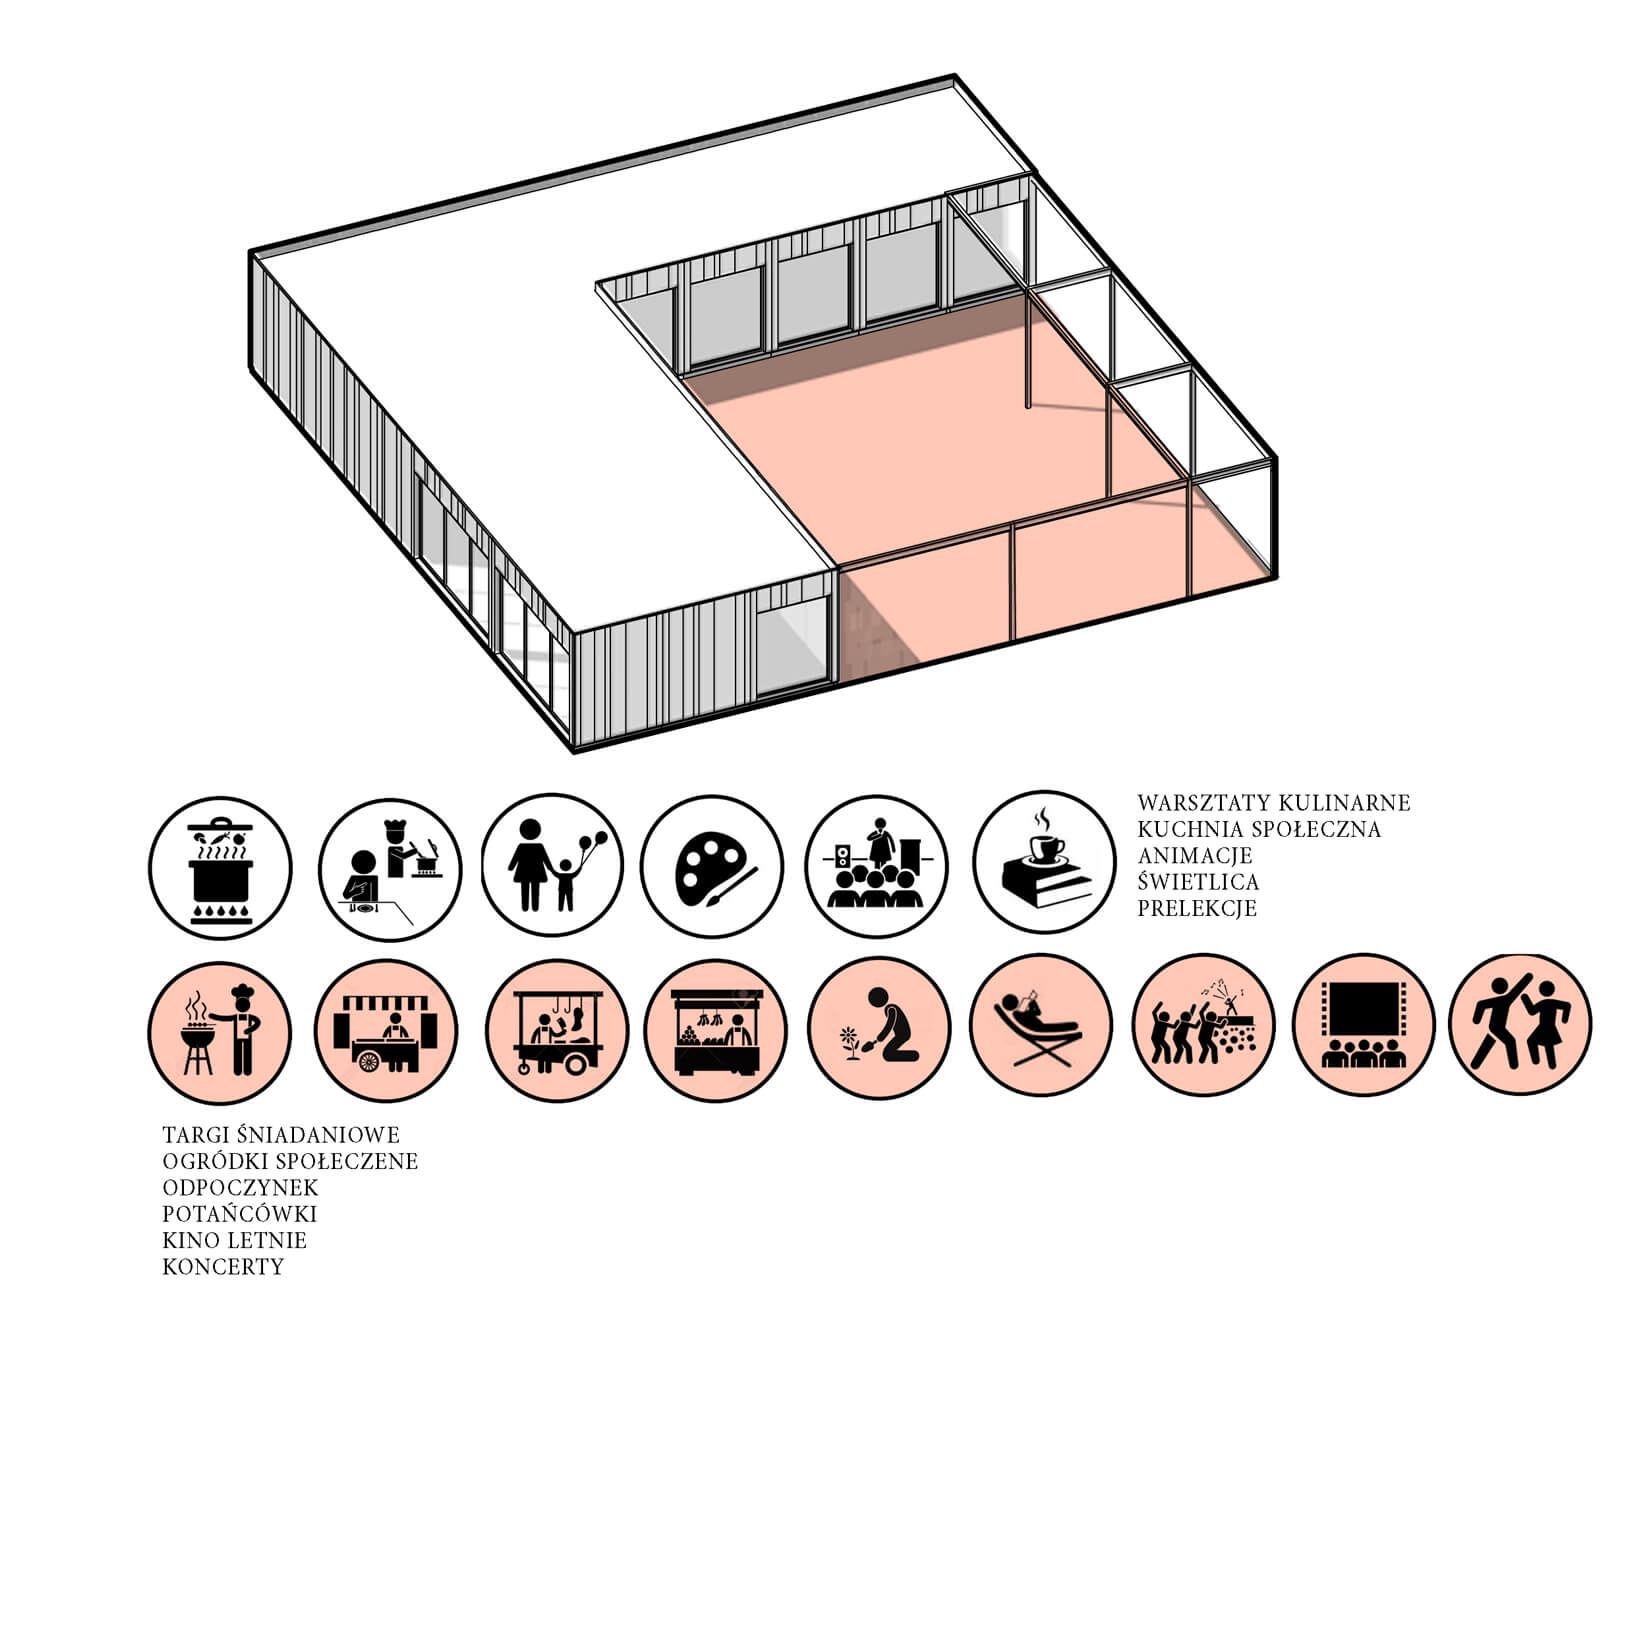 WARSZTATY KULINARNE
KUCHNIA SPOŁECZNA
ANIMACJE
ŚWIETLICA
PRELEKCJE
TARGI ŚNIADANIOWE
OGRÓDKI SPOŁECZENE
ODPOCZYNEK
POTAŃCÓWKI
KINO LETNIE
KONCERTY